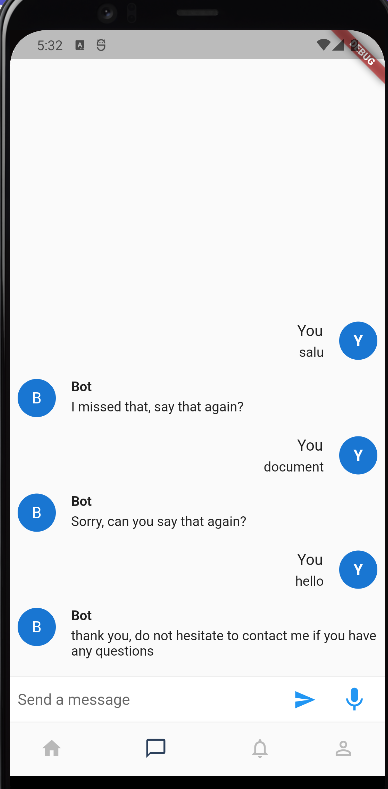 5:32
DEBUG
You
Y
salu
Bot
B
I missed that, say that again?
You
Y
document
Bot
B
Sorry, can you say that again?
You
Y
hello
Bot
B
thank you, do not hesitate to contact me if you have
any questions
Send a message